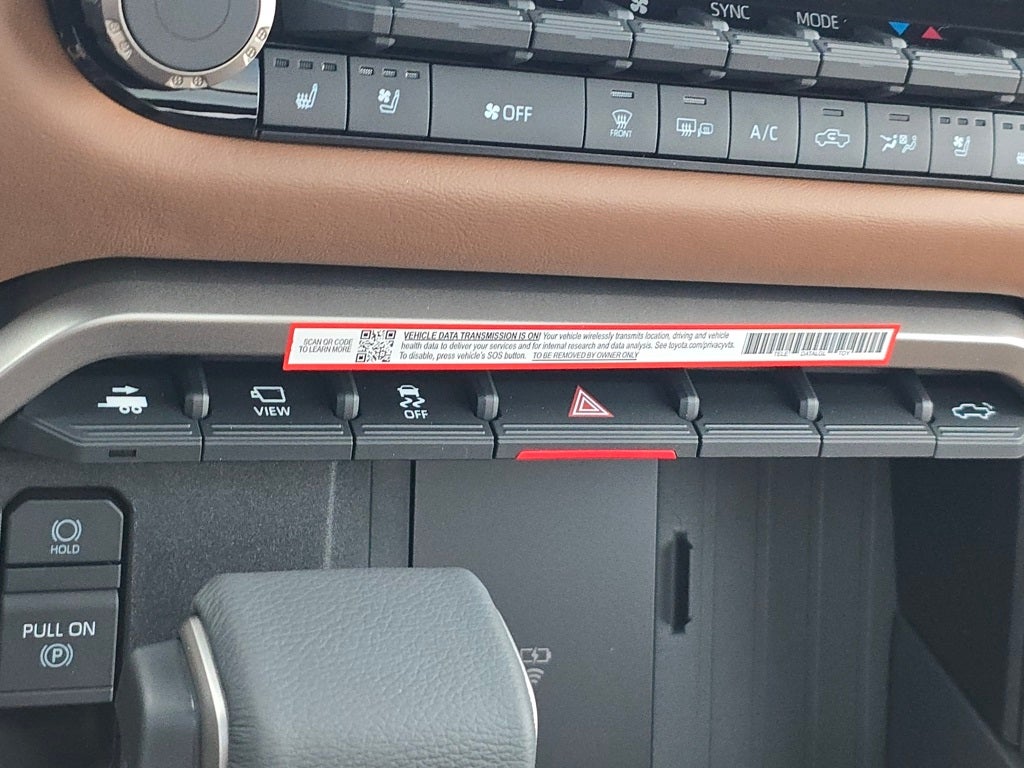 SYNC
MODE
OFF
FRONT
A/C
SCAN OR CODE
TO LEARN MORE
VEHICLE DATA TRANSMISSION IS ON! Your vehicle wirelessly transmits location, driving and vehicle
health data to deliver your services and for internal research and data analysis. See toyota.com/privacyvts.
To disable, press vehicle's SOS button. TO BE REMOVED BY OWNER ONLY
TELE DATALGL TOY
VIEW
OFF
HOLD
PULL ON
P